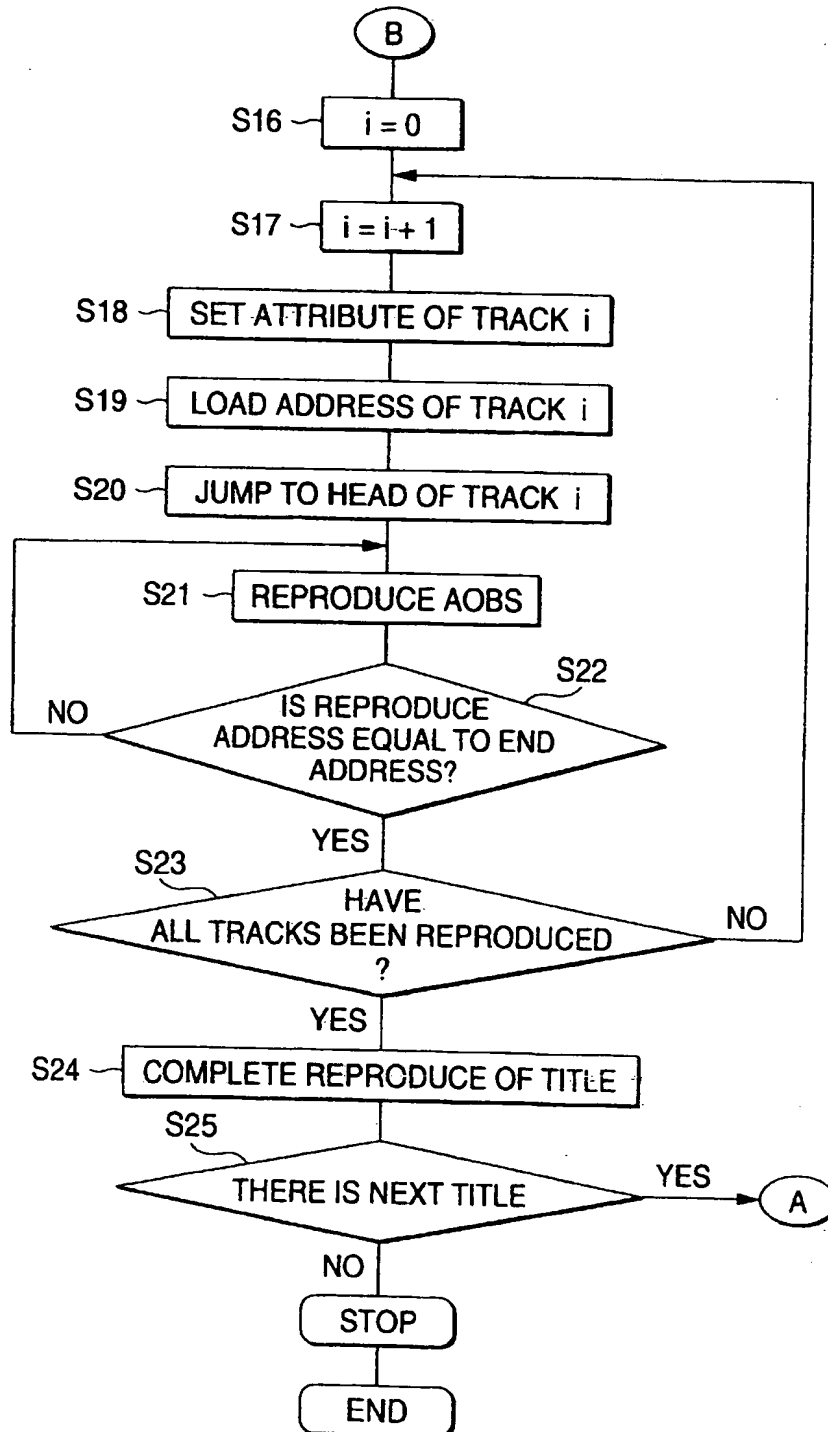 B
S16
i = 0
S17
i = i + 1
S18
SET ATTRIBUTE OF TRACK i
S19
LOAD ADDRESS OF TRACK i
S20
JUMP TO HEAD OF TRACK i
S21
REPRODUCE AOBS
S22
IS REPRODUCE
ADDRESS EQUAL TO END
ADDRESS?
NO
YES
S23
HAVE
ALL TRACKS BEEN REPRODUCED
?
NO
YES
S24
COMPLETE REPRODUCE OF TITLE
S25
THERE IS NEXT TITLE
YES
A
NO
STOP
END